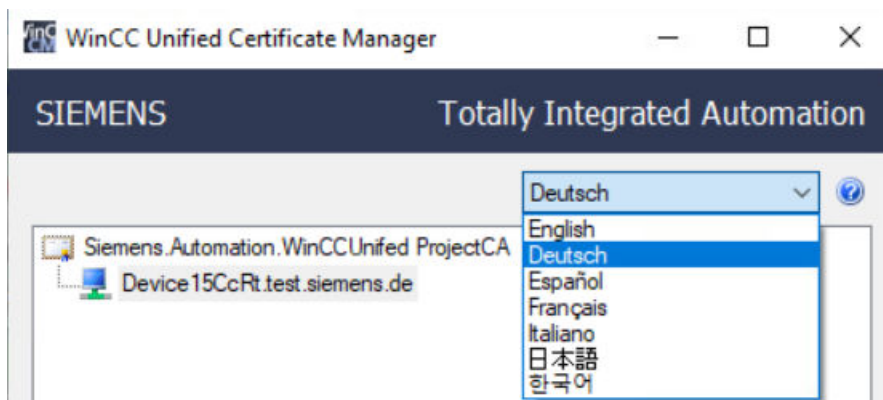 WinCC Unified Certificate Manager
SIEMENS Totally Integrated Automation
Deutsch
Siemens.Automation.WinCCUnifed ProjectCA
Device15CcRt.test.siemens.de
English
Deutsch
Español
Français
Italiano
日本語
한국어